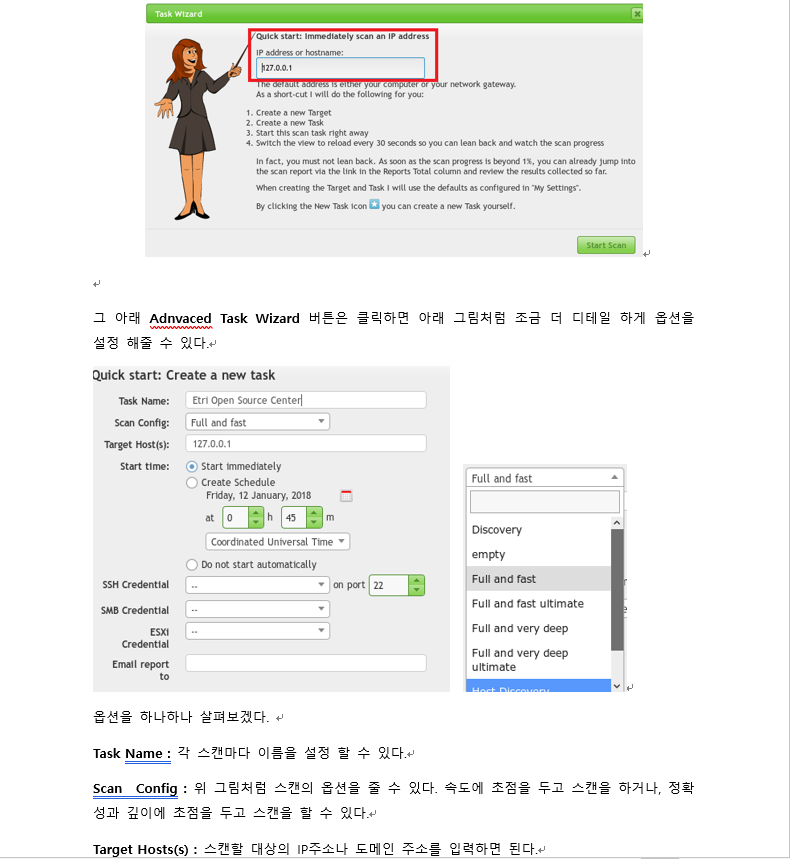 Task Wizard
Quick start: Immediately scan an IP address
IP address or hostname:
127.0.0.1
The default address is either your computer or your network gateway.
As a short-cut I will do the following for you:
1. Create a new Target
2. Create a new Task
3. Start this scan task right away
4. Switch the view to reload every 30 seconds so you can lean back and watch the scan progress
In fact, you must not lean back. As soon as the scan progress is beyond 1%, you can already jump into
the scan report via the link in the Reports Total column and review the results collected so far.
When creating the Target and Task I will use the defaults as configured in "My Settings".
By clicking the New Task icon you can create a new Task yourself.
Start Scan
그 아래 Adnvaced Task Wizard 버튼은 클릭하면 아래 그림처럼 조금 더 디테일 하게 옵션을
설정 해줄 수 있다.
Quick start: Create a new task
Task Name: Etri Open Source Center
Scan Config: Full and fast
Target Host(s): 127.0.0.1
Start time: Start immediately
Create Schedule
Friday, 12 January, 2018
at 0 h 45 m
Coordinated Universal Time
Do not start automatically
SSH Credential -- on port 22
SMB Credential --
ESXi Credential --
Email report to
Full and fast
Discovery
empty
Full and fast
Full and fast ultimate
Full and very deep
Full and very deep
ultimate
Host Discovery
옵션을 하나하나 살펴보겠다.
Task Name : 각 스캔마다 이름을 설정 할 수 있다.
Scan Config : 위 그림처럼 스캔의 옵션을 줄 수 있다. 속도에 초점을 두고 스캔을 하거나, 정확
성과 깊이에 초점을 두고 스캔을 할 수 있다.
Target Hosts(s) : 스캔할 대상의 IP주소나 도메인 주소를 입력하면 된다.